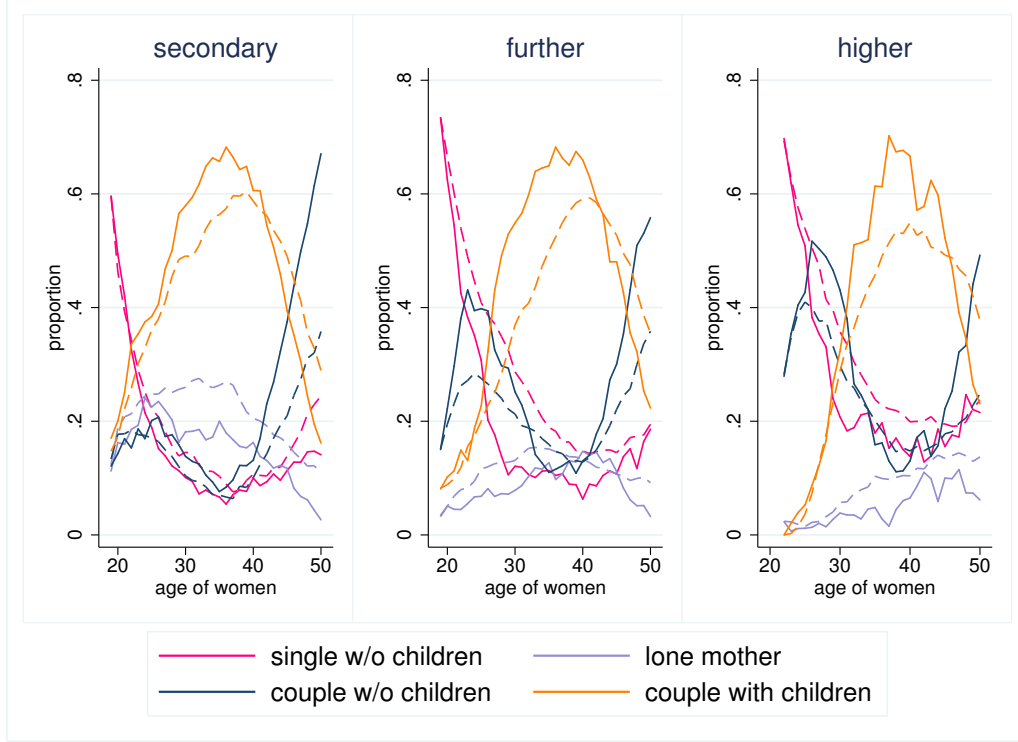 secondary further higher
proportion
.8
.6
.4
.2
0
20 30 40 50
age of women
proportion
.8
.6
.4
.2
0
20 30 40 50
age of women
proportion
.8
.6
.4
.2
0
20 30 40 50
age of women
single w/o children lone mother
couple w/o children couple with children